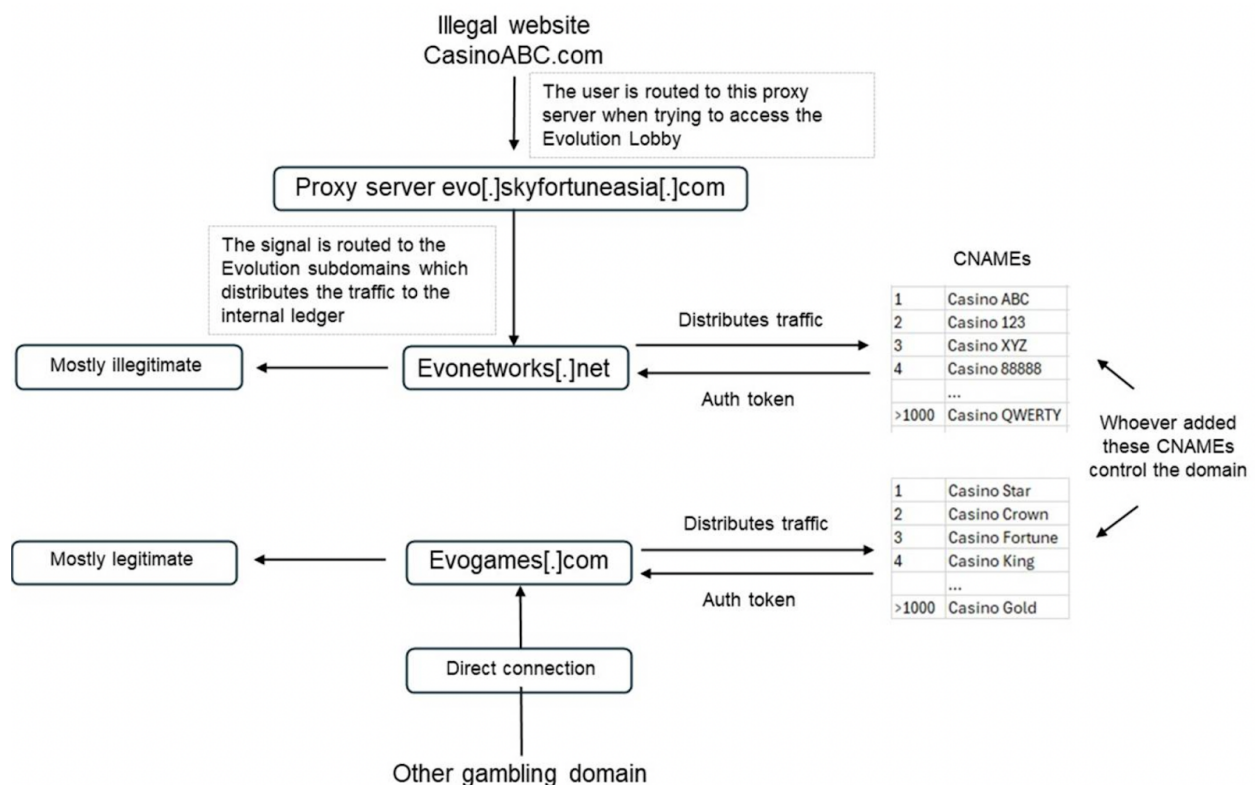 Illegal website
CasinoABC.com
The user is routed to this proxy
server when trying to access the
Evolution Lobby
Proxy server evo[.]skyfortuneasia[.]com
The signal is routed to the
Evolution subdomains which
distributes the traffic to the
internal ledger
CNAMEs
1 Casino ABC
2 Casino 123
3 Casino XYZ
4 Casino 88888
...
>1000 Casino QWERTY
Distributes traffic
Mostly illegitimate
Evonetworks[.]net
Auth token
Whoever added
these CNAMEs
control the domain
1 Casino Star
2 Casino Crown
3 Casino Fortune
4 Casino King
...
>1000 Casino Gold
Distributes traffic
Mostly legitimate
Evogames[.]com
Auth token
Direct connection
Other gambling domain